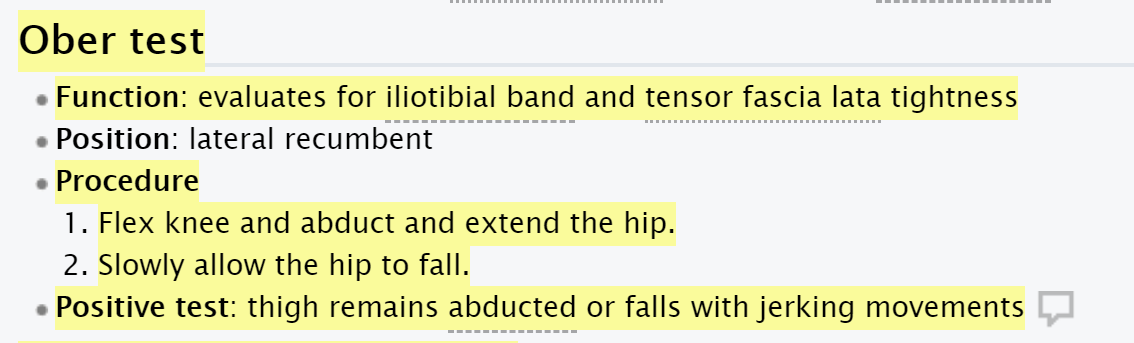 Ober test
Function: evaluates for iliotibial band and tensor fascia lata tightness
Position: lateral recumbent
Procedure
1. Flex knee and abduct and extend the hip.
2. Slowly allow the hip to fall.
Positive test: thigh remains abducted or falls with jerking movements